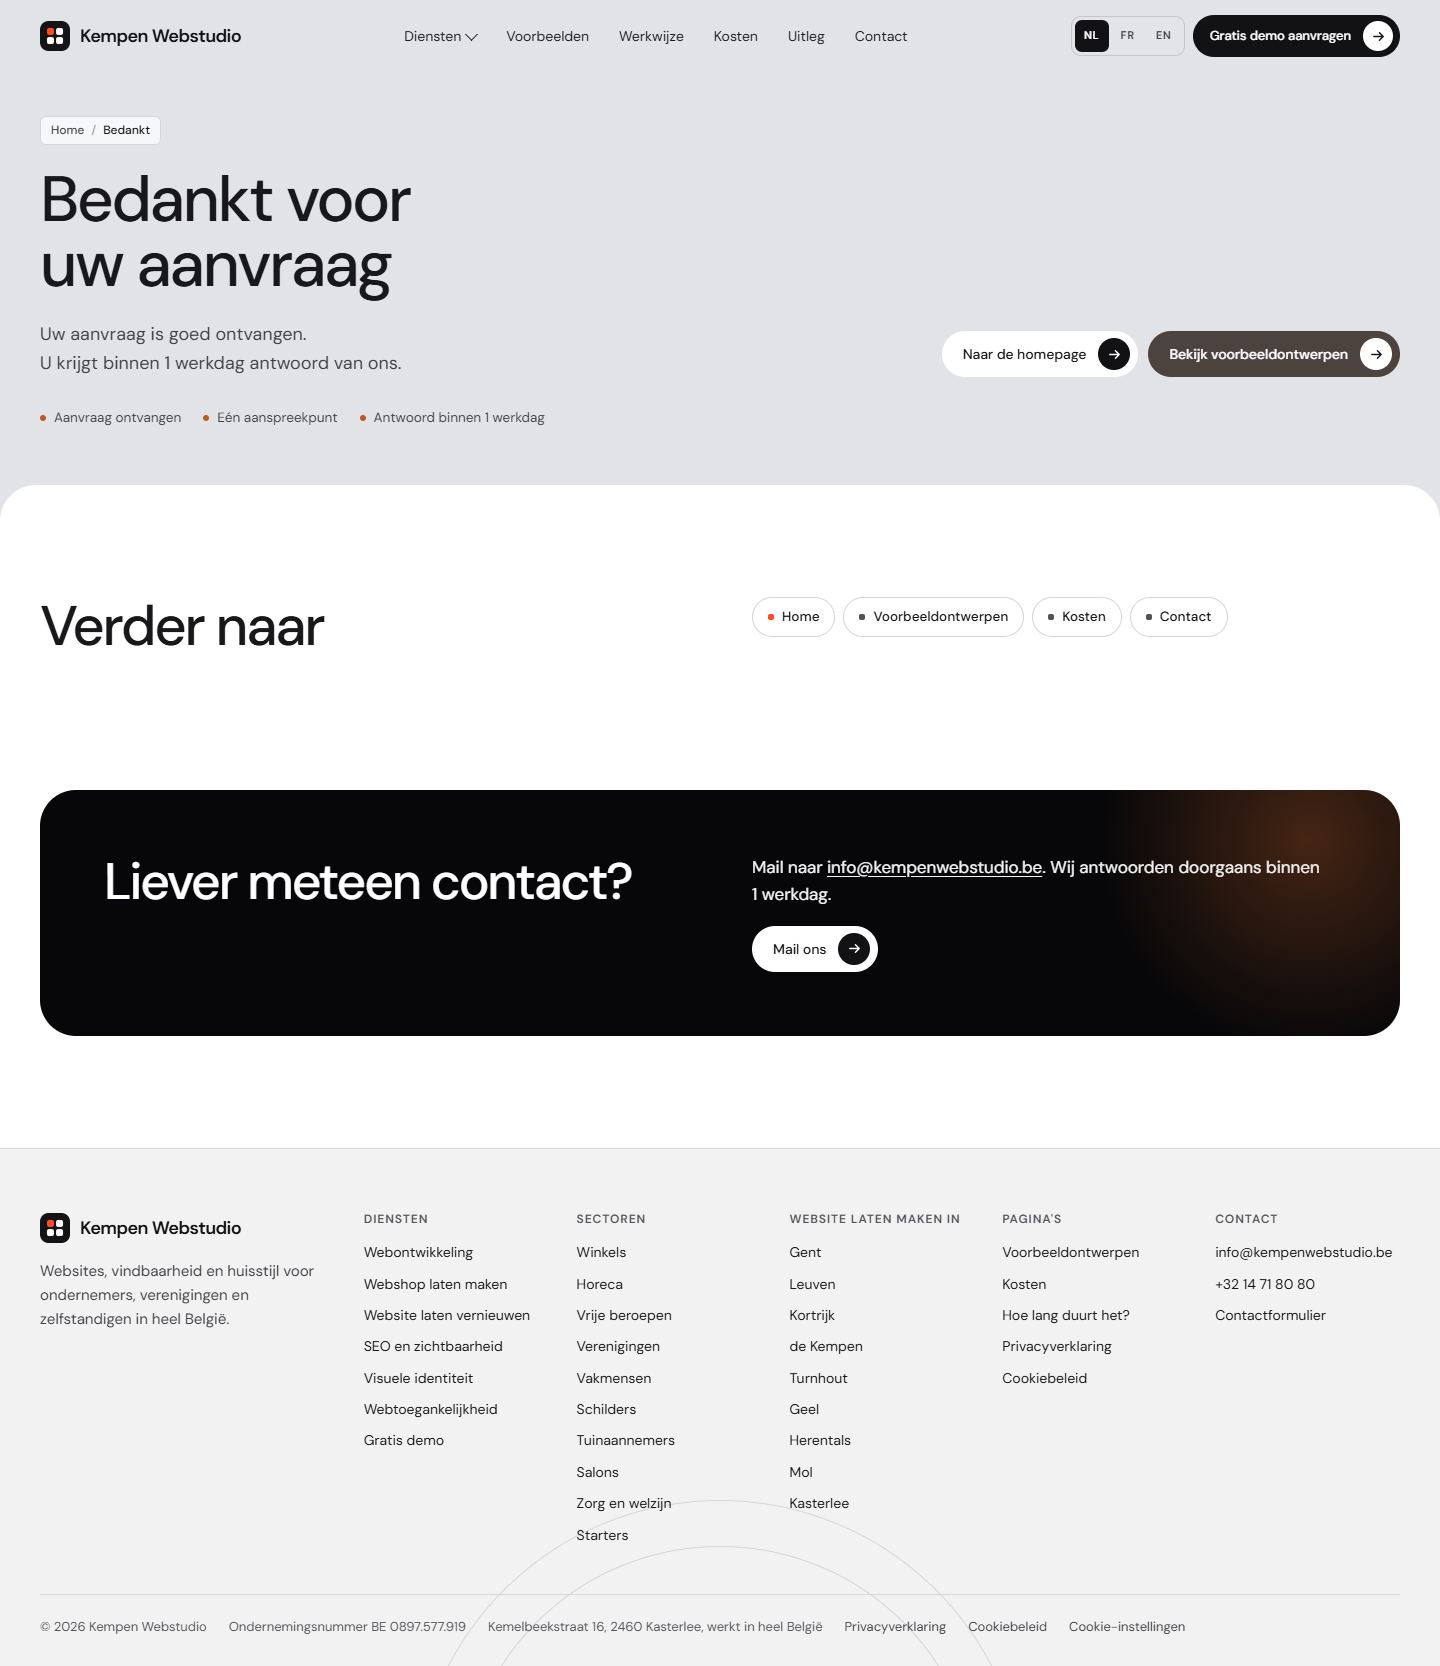 Kempen Webstudio
Diensten
Voorbeelden
Werkwijze
Kosten
Uitleg
Contact
NL
FR
EN
Gratis demo aanvragen
Home / Bedankt
Bedankt voor
uw aanvraag
Uw aanvraag is goed ontvangen.
U krijgt binnen 1 werkdag antwoord van ons.
Naar de homepage
Bekijk voorbeeldontwerpen
Aanvraag ontvangen
Eén aanspreekpunt
Antwoord binnen 1 werkdag
Verder naar
Home
Voorbeeldontwerpen
Kosten
Contact
Liever meteen contact?
Mail naar info@kempenwebstudio.be. Wij antwoorden doorgaans binnen
1 werkdag.
Mail ons
Kempen Webstudio
Websites, vindbaarheid en huisstijl voor
ondernemers, verenigingen en
zelfstandigen in heel België.
DIENSTEN
Webontwikkeling
Webshop laten maken
Website laten vernieuwen
SEO en zichtbaarheid
Visuele identiteit
Webtoegankelijkheid
Gratis demo
SECTOREN
Winkels
Horeca
Vrije beroepen
Verenigingen
Vakmensen
Schilders
Tuinaannemers
Salons
Zorg en welzijn
Starters
WEBSITE LATEN MAKEN IN
Gent
Leuven
Kortrijk
de Kempen
Turnhout
Geel
Herentals
Mol
Kasterlee
PAGINA'S
Voorbeeldontwerpen
Kosten
Hoe lang duurt het?
Privacyverklaring
Cookiebeleid
CONTACT
info@kempenwebstudio.be
+32 14 71 80 80
Contactformulier
© 2026 Kempen Webstudio
Ondernemingsnummer BE 0897.577.919
Kemelbeekstraat 16, 2460 Kasterlee, werkt in heel België
Privacyverklaring
Cookiebeleid
Cookie-instellingen